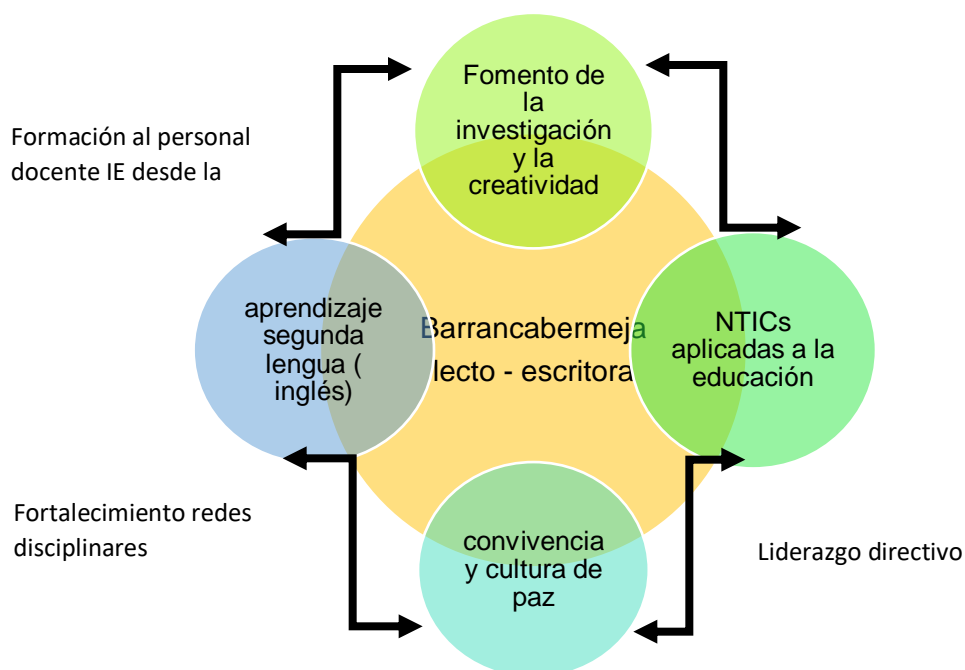 Fomento de
la
investigación
y la
creatividad
Formación al personal
docente IE desde la
aprendizaje
segunda
lengua (
inglés)
Barrancabermeja
lecto - escritora
NTICs
aplicadas a la
educación
Fortalecimiento redes
disciplinares
convivencia
y cultura de
paz
Liderazgo directivo